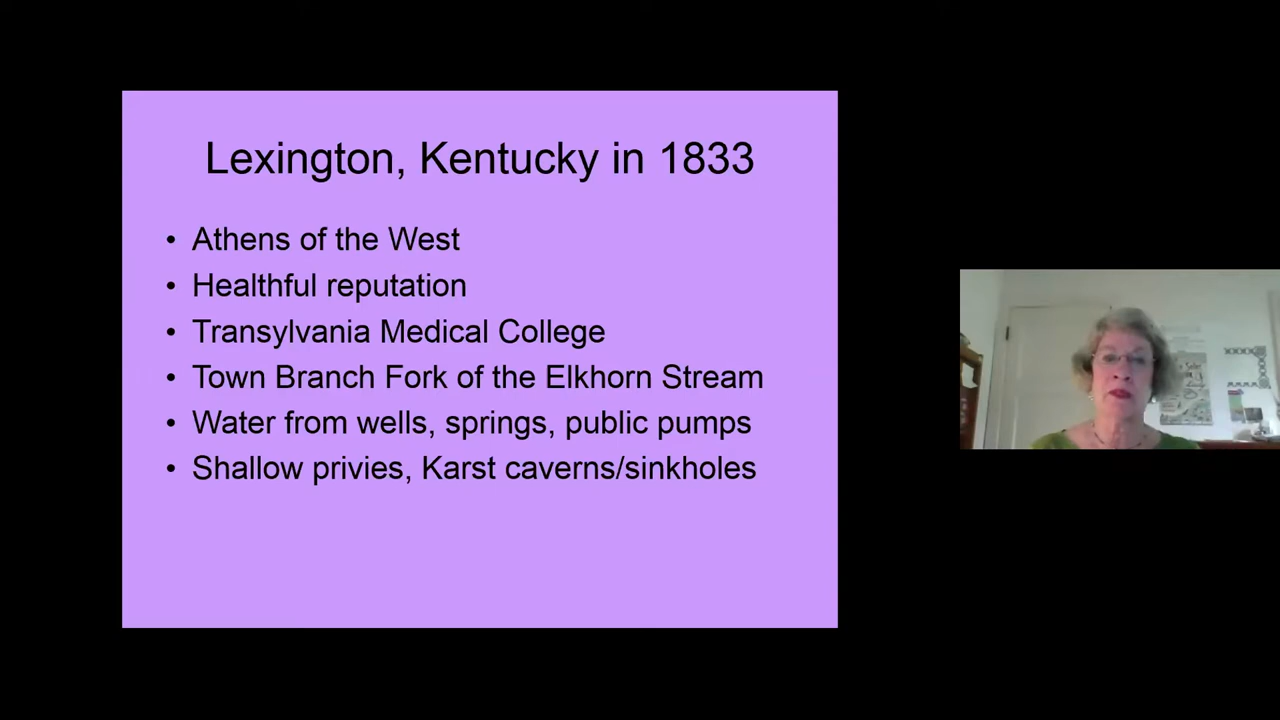 Lexington, Kentucky in 1833
• Athens of the West
• Healthful reputation
• Transylvania Medical College
• Town Branch Fork of the Elkhorn Stream
• Water from wells, springs, public pumps
• Shallow privies, Karst caverns/sinkholes